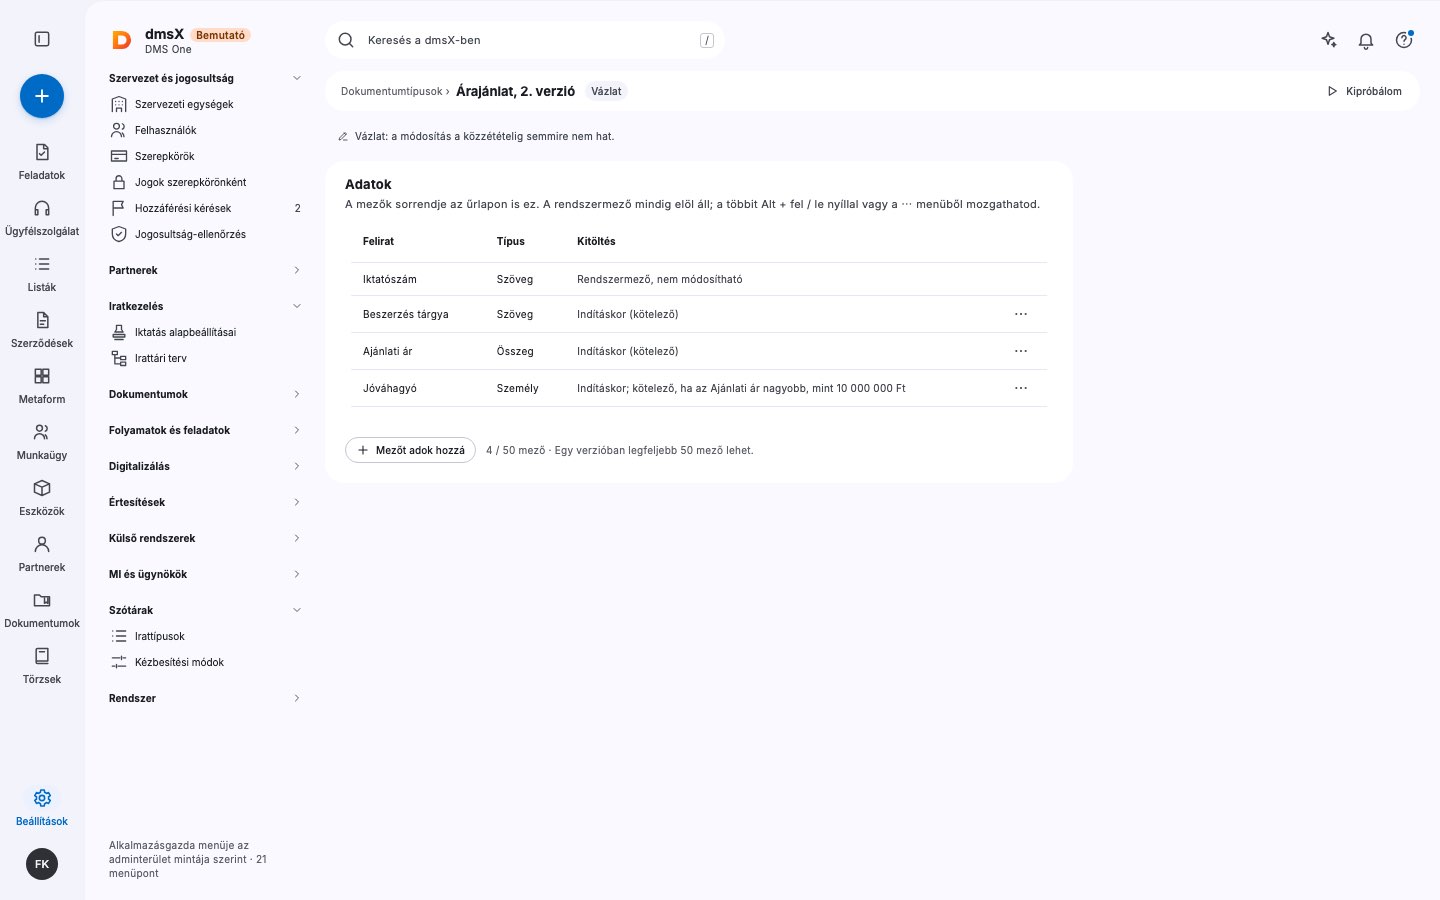 dmsX Bemutató
DMS One
Keresés a dmsX-ben /
Feladatok
Ügyfélszolgálat
Listák
Szerződések
Metaform
Munkaügy
Eszközök
Partnerek
Dokumentumok
Törzsek
Beállítások
FK
Szervezet és jogosultság
Szervezeti egységek
Felhasználók
Szerepkörök
Jogok szerepkörönként
Hozzáférési kérések 2
Jogosultság-ellenőrzés
Partnerek
Iratkezelés
Iktatás alapbeállításai
Irattári terv
Dokumentumok
Folyamatok és feladatok
Digitalizálás
Értesítések
Külső rendszerek
MI és ügynökök
Szótárak
Irattípusok
Kézbesítési módok
Rendszer
Alkalmazásgazda menüje az
adminterület mintája szerint · 21
menüpont
Dokumentumtípusok › Árajánlat, 2. verzió Vázlat
Kipróbálom
Vázlat: a módosítás a közzétételig semmire nem hat.
Adatok
A mezők sorrendje az űrlapon is ez. A rendszermező mindig elöl áll; a többit Alt + fel / le nyíllal vagy a ··· menüből mozgathatod.
Felirat Típus Kitöltés
Iktatószám Szöveg Rendszermező, nem módosítható
Beszerzés tárgya Szöveg Indításkor (kötelező) ···
Ajánlati ár Összeg Indításkor (kötelező) ···
Jóváhagyó Személy Indításkor; kötelező, ha az Ajánlati ár nagyobb, mint 10 000 000 Ft ···
+ Mezőt adok hozzá 4 / 50 mező · Egy verzióban legfeljebb 50 mező lehet.